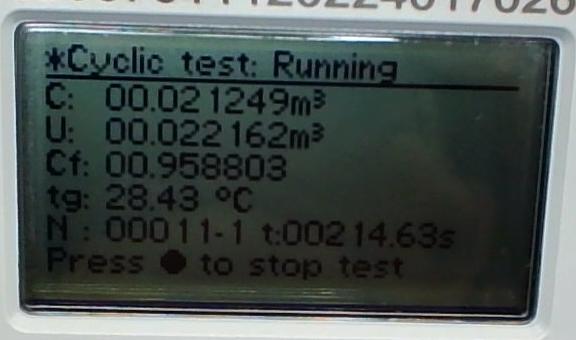 *Cyclic test: Running
C: 00.021249m³
U: 00.022162m³
Cf: 00.958803
tg: 28.43 °C
N : 00011-1 t:00214.63s
Press ● to stop test